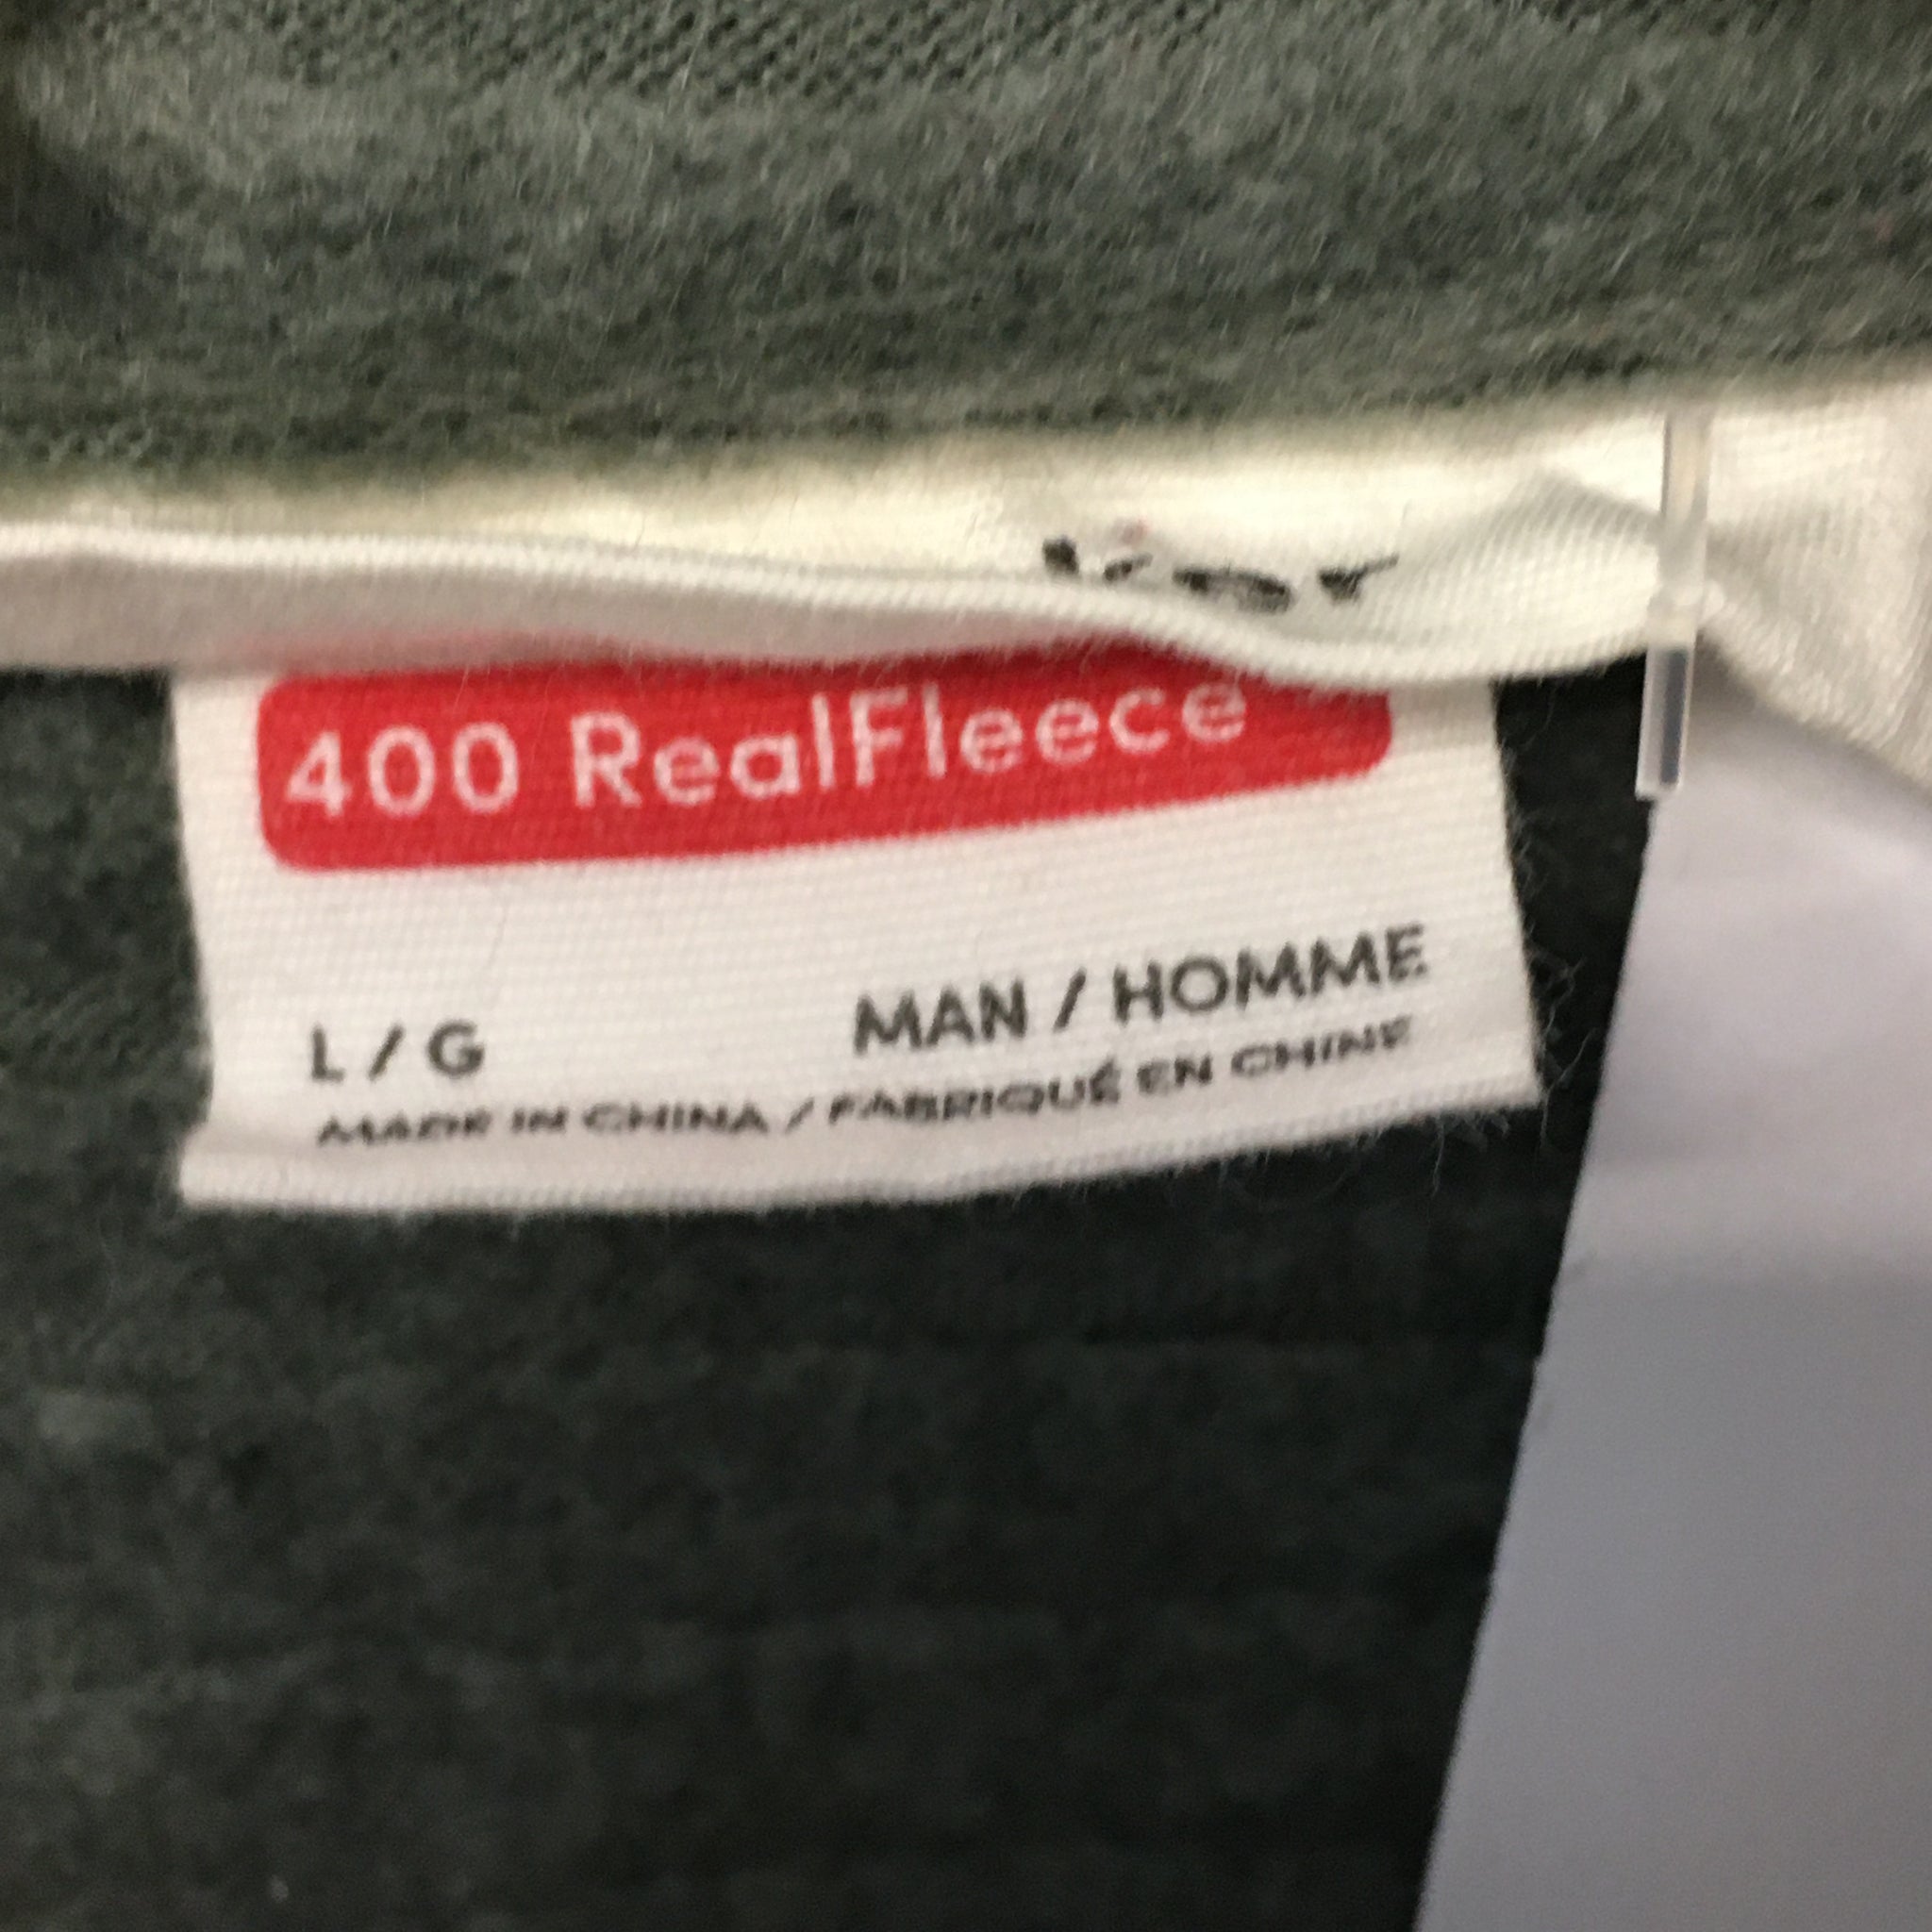 400 RealFleece
L / G MAN / HOMME
MADE IN CHINA / FABRIQUÉ EN CHINE